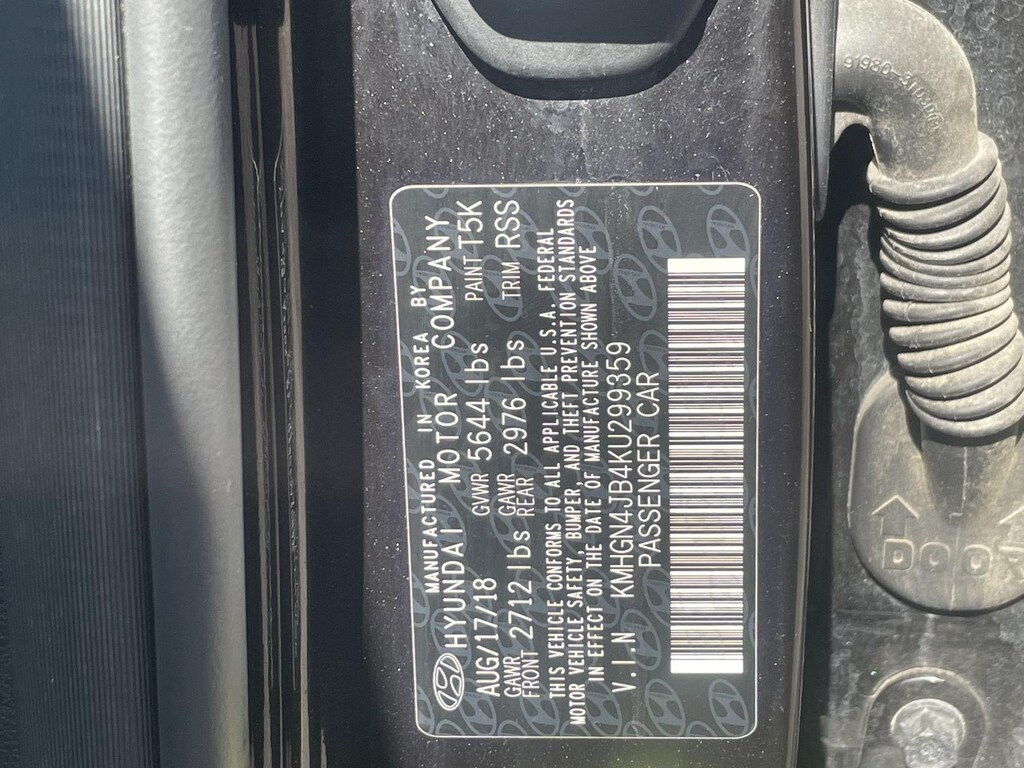 MANUFACTURED IN KOREA BY
HYUNDAI MOTOR COMPANY
AUG/17/18 GVWR 5644 lbs PAINT T5K
GAWR FRONT 2712 lbs GAWR REAR 2976 lbs TRIM RSS
THIS VEHICLE CONFORMS TO ALL APPLICABLE U.S.A. FEDERAL
MOTOR VEHICLE SAFETY, BUMPER, AND THEFT PREVENTION STANDARDS
IN EFFECT ON THE DATE OF MANUFACTURE SHOWN ABOVE
V.I.N KMHGN4JB4KU299359
PASSENGER CAR